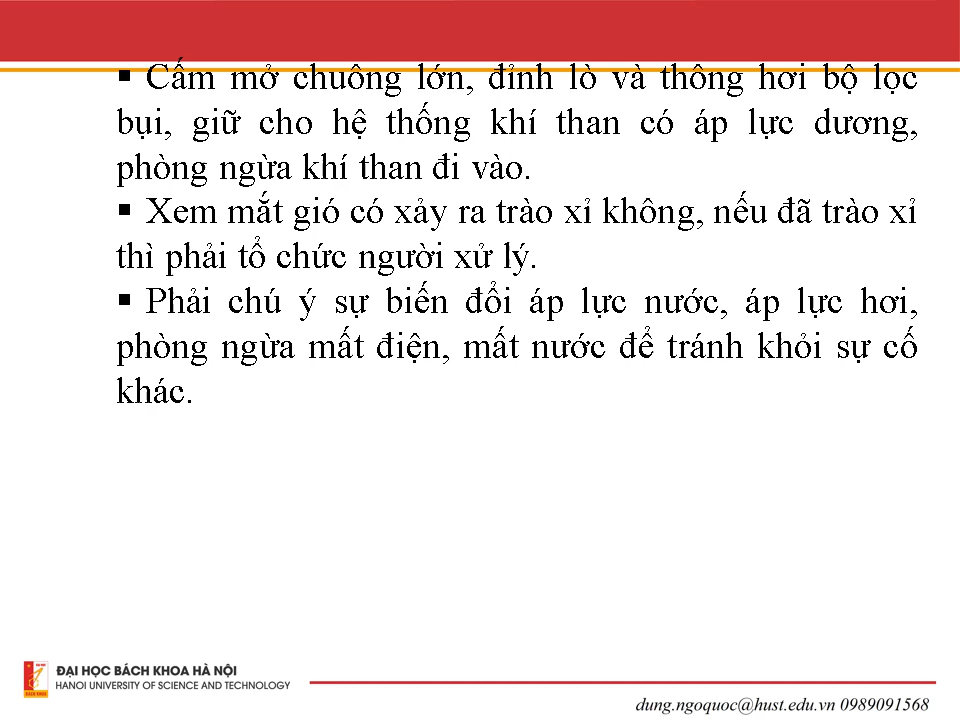 ▪ Cấm mở chuông lớn, đỉnh lò và thông hơi bộ lọc
bụi, giữ cho hệ thống khí than có áp lực dương,
phòng ngừa khí than đi vào.
▪ Xem mắt gió có xảy ra trào xỉ không, nếu đã trào xỉ
thì phải tổ chức người xử lý.
▪ Phải chú ý sự biến đổi áp lực nước, áp lực hơi,
phòng ngừa mất điện, mất nước để tránh khỏi sự cố
khác.
ĐẠI HỌC BÁCH KHOA HÀ NỘI
HANOI UNIVERSITY OF SCIENCE AND TECHNOLOGY
dung.ngoquoc@hust.edu.vn 0989091568